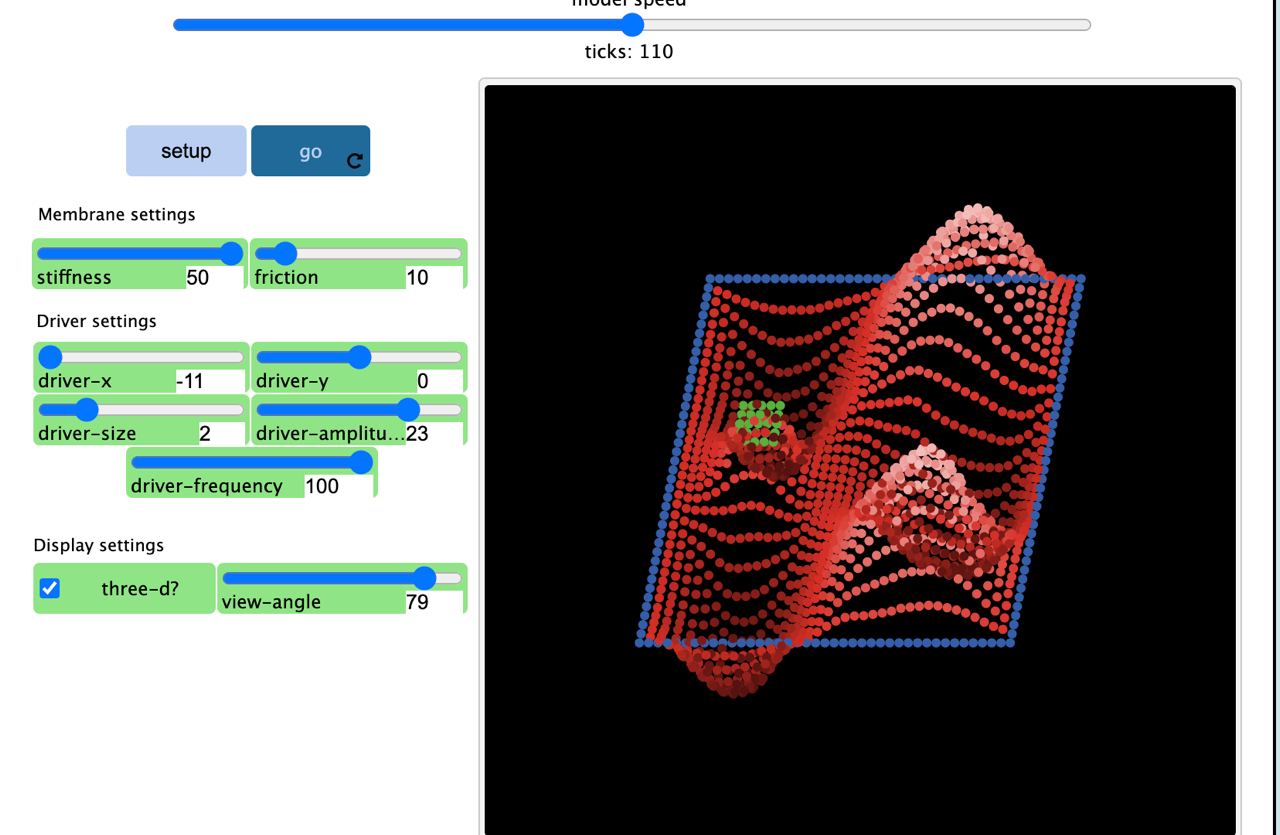 model speed
ticks: 110
setup go
Membrane settings
stiffness 50 friction 10
Driver settings
driver-x -11 driver-y 0
driver-size 2 driver-amplitu...23
driver-frequency 100
Display settings
three-d? view-angle 79